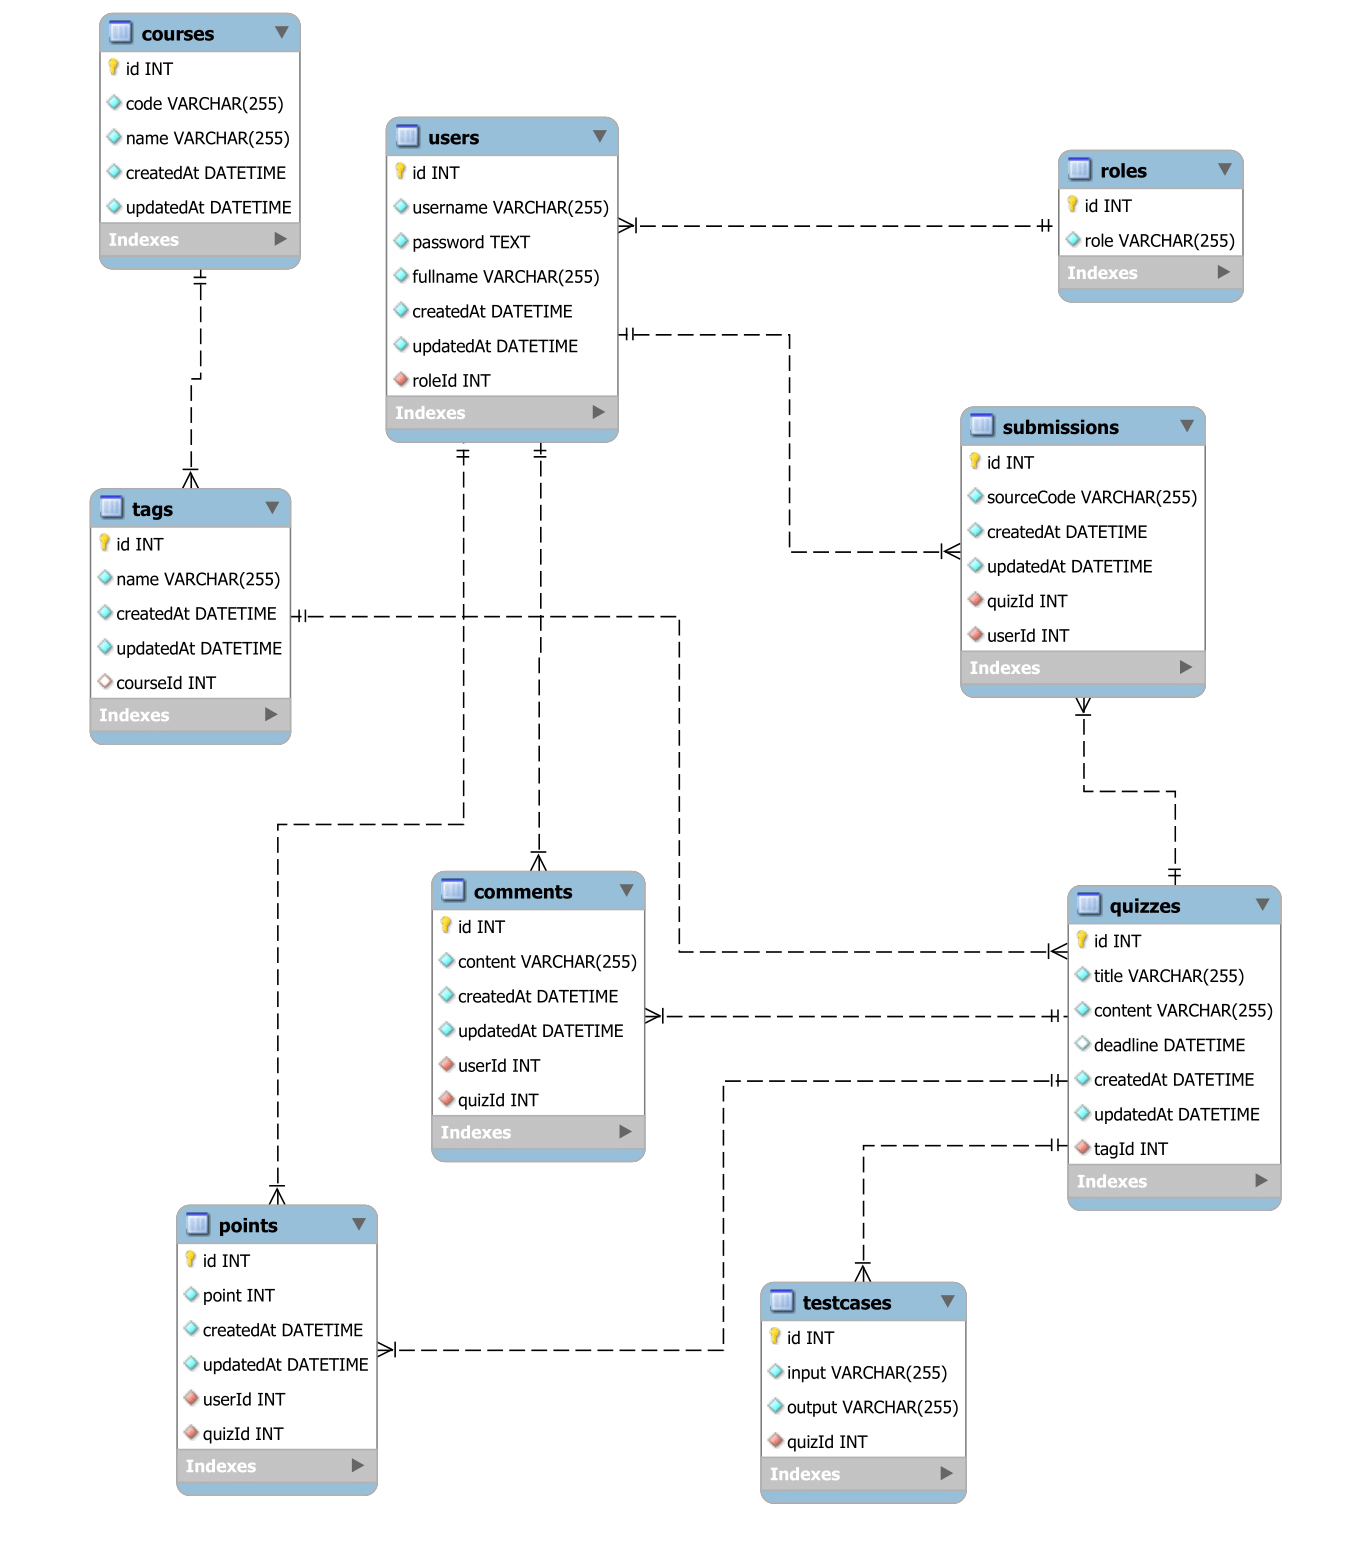 courses
id INT
code VARCHAR(255)
name VARCHAR(255)
createdAt DATETIME
updatedAt DATETIME
Indexes
users
id INT
username VARCHAR(255)
password TEXT
fullname VARCHAR(255)
createdAt DATETIME
updatedAt DATETIME
roleId INT
Indexes
roles
id INT
role VARCHAR(255)
Indexes
submissions
id INT
sourceCode VARCHAR(255)
createdAt DATETIME
updatedAt DATETIME
quizId INT
userId INT
Indexes
tags
id INT
name VARCHAR(255)
createdAt DATETIME
updatedAt DATETIME
courseId INT
Indexes
comments
id INT
content VARCHAR(255)
createdAt DATETIME
updatedAt DATETIME
userId INT
quizId INT
Indexes
quizzes
id INT
title VARCHAR(255)
content VARCHAR(255)
deadline DATETIME
createdAt DATETIME
updatedAt DATETIME
tagId INT
Indexes
points
id INT
point INT
createdAt DATETIME
updatedAt DATETIME
userId INT
quizId INT
Indexes
testcases
id INT
input VARCHAR(255)
output VARCHAR(255)
quizId INT
Indexes